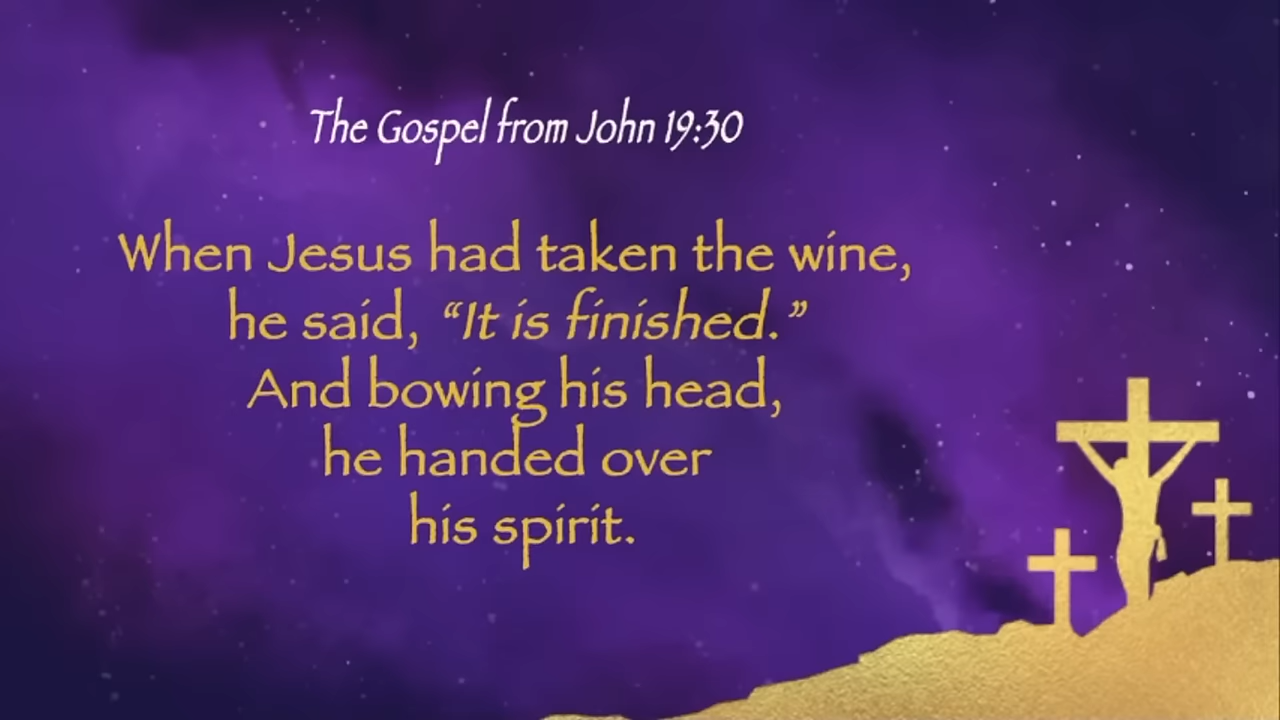 The Gospel from John 19:30
When Jesus had taken the wine,
he said, “It is finished.”
And bowing his head,
he handed over
his spirit.